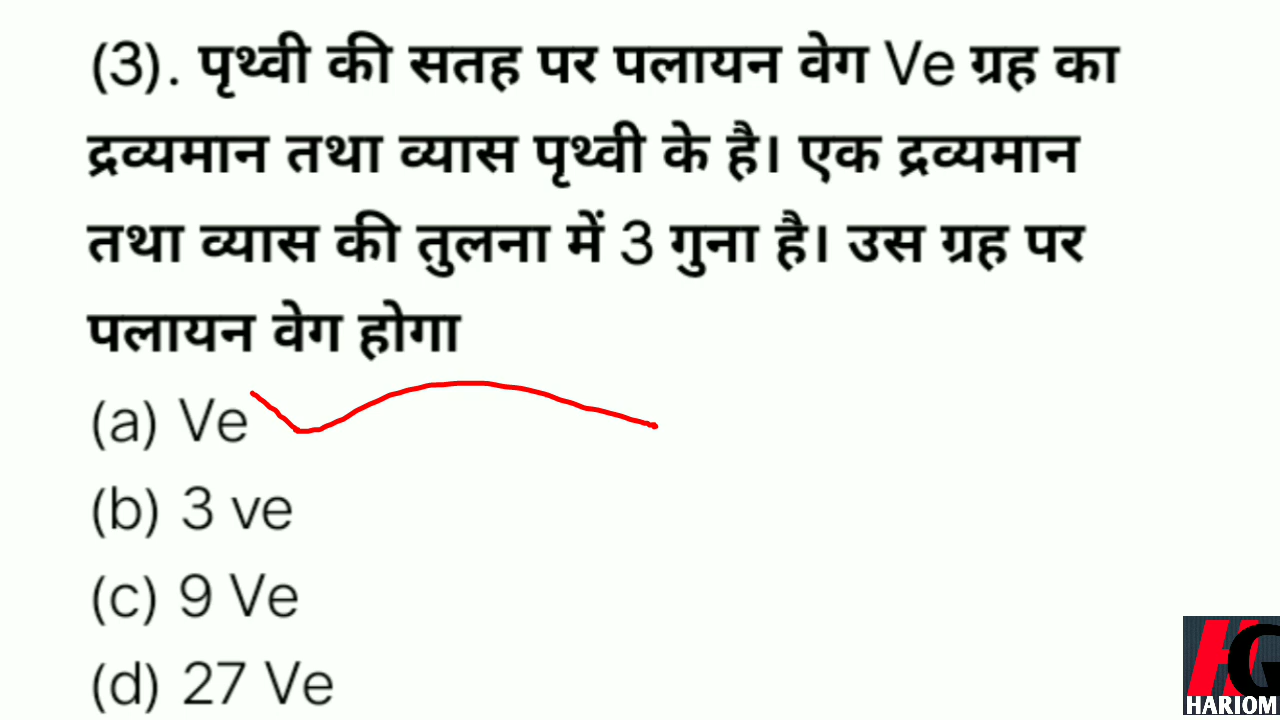 (3). पृथ्वी की सतह पर पलायन वेग Ve ग्रह का
द्रव्यमान तथा व्यास पृथ्वी के है। एक द्रव्यमान
तथा व्यास की तुलना में 3 गुना है। उस ग्रह पर
पलायन वेग होगा
(a) Ve
(b) 3 ve
(c) 9 Ve
(d) 27 Ve
HG
HARIOM